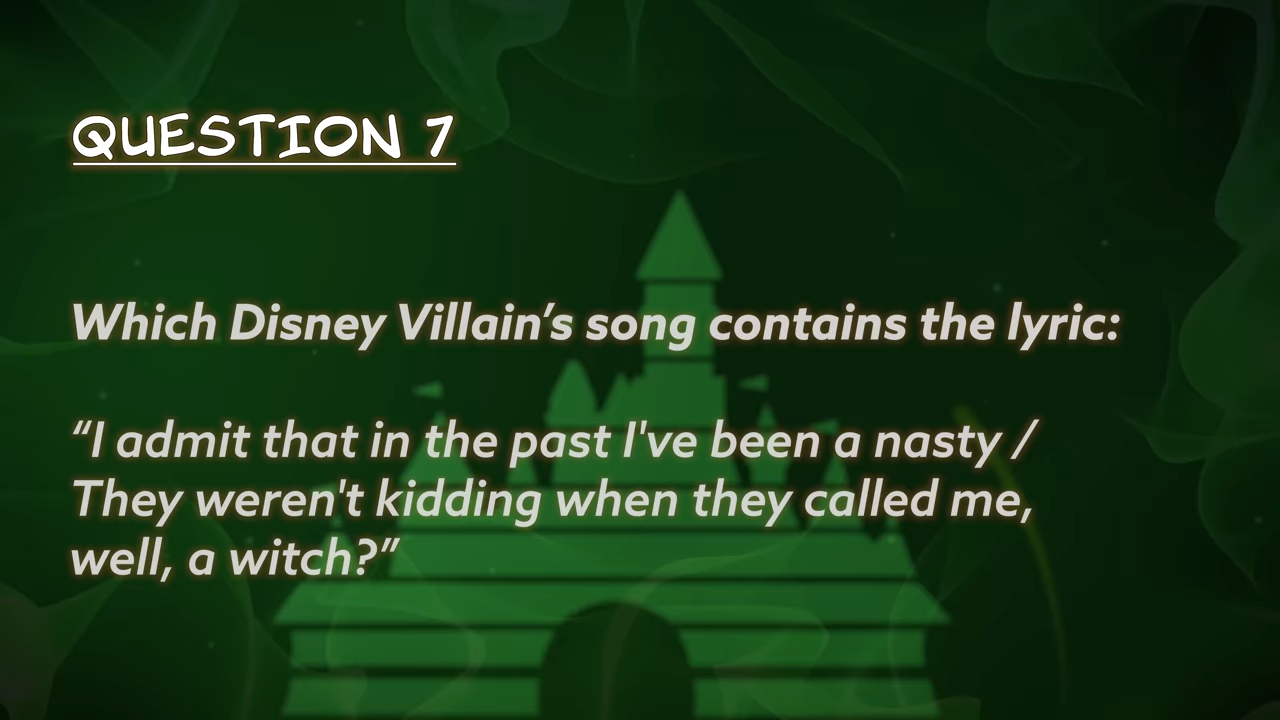 QUESTION 7
Which Disney Villain’s song contains the lyric:
“I admit that in the past I've been a nasty /
They weren't kidding when they called me,
well, a witch?”